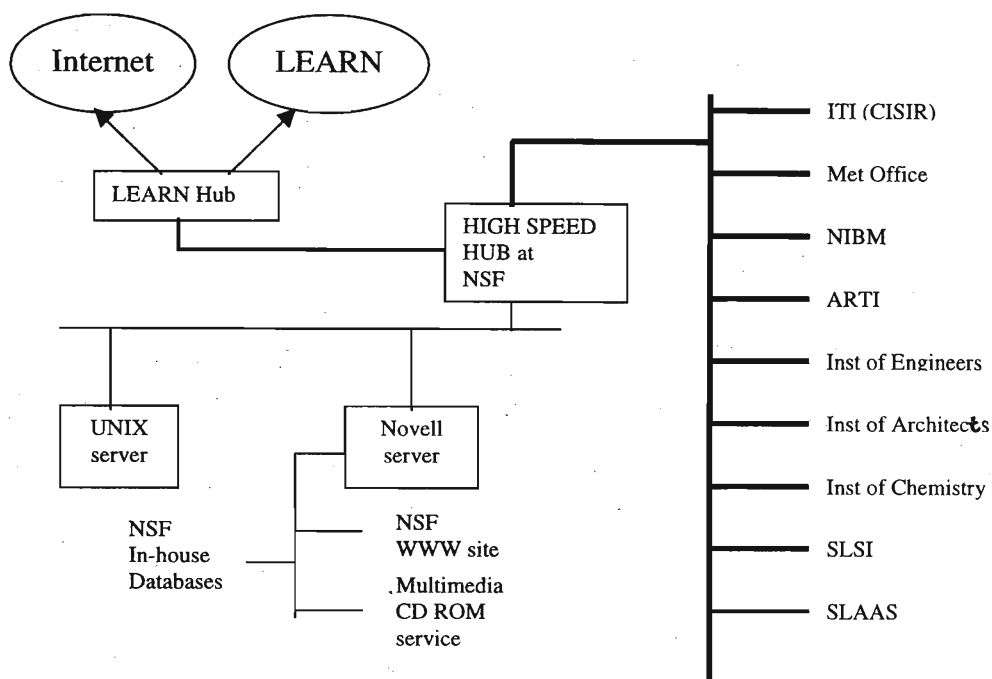 Internet
LEARN
LEARN Hub
HIGH SPEED
HUB at
NSF
UNIX
server
Novell
server
NSF
In-house
Databases
NSF
WWW site
Multimedia
CD ROM
service
ITI (CISIR)
Met Office
NIBM
ARTI
Inst of Engineers
Inst of Architects
Inst of Chemistry
SLSI
SLAAS